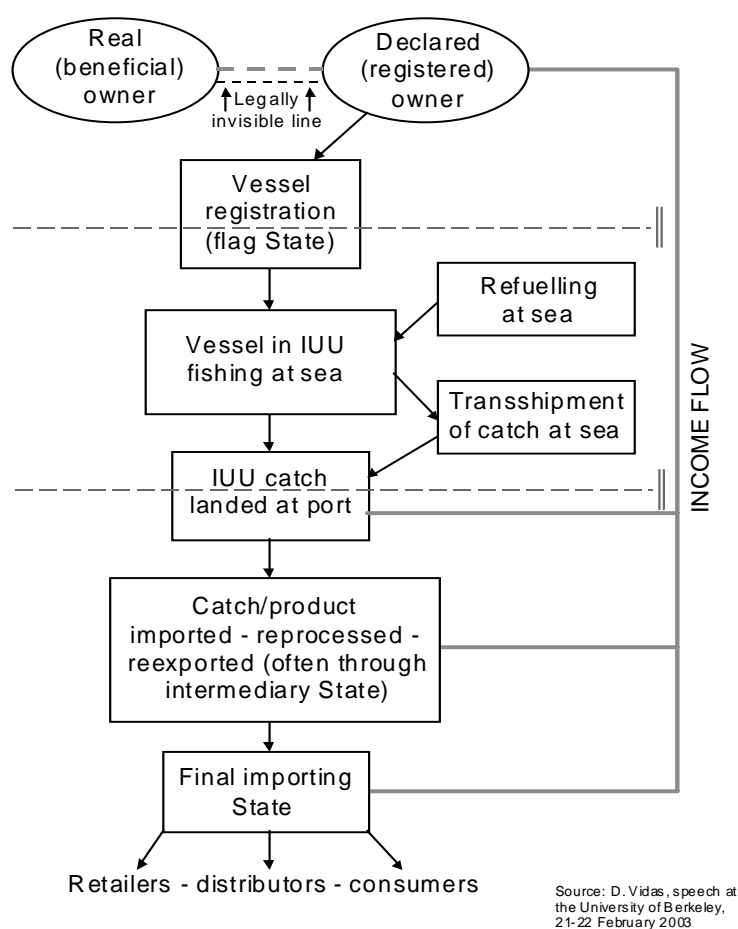 Real
(beneficial)
owner
Declared
(registered)
owner
Legally
invisible line
Vessel
registration
(flag State)
Refuelling
at sea
Vessel in IUU
fishing at sea
Transshipment
of catch at sea
IUU catch
landed at port
INCOME FLOW
Catch/product
imported - reprocessed -
reexported (often through
intermediary State)
Final importing
State
Retailers - distributors - consumers
Source: D. Vidas, speech at
the University of Berkeley,
21-22 February 2003